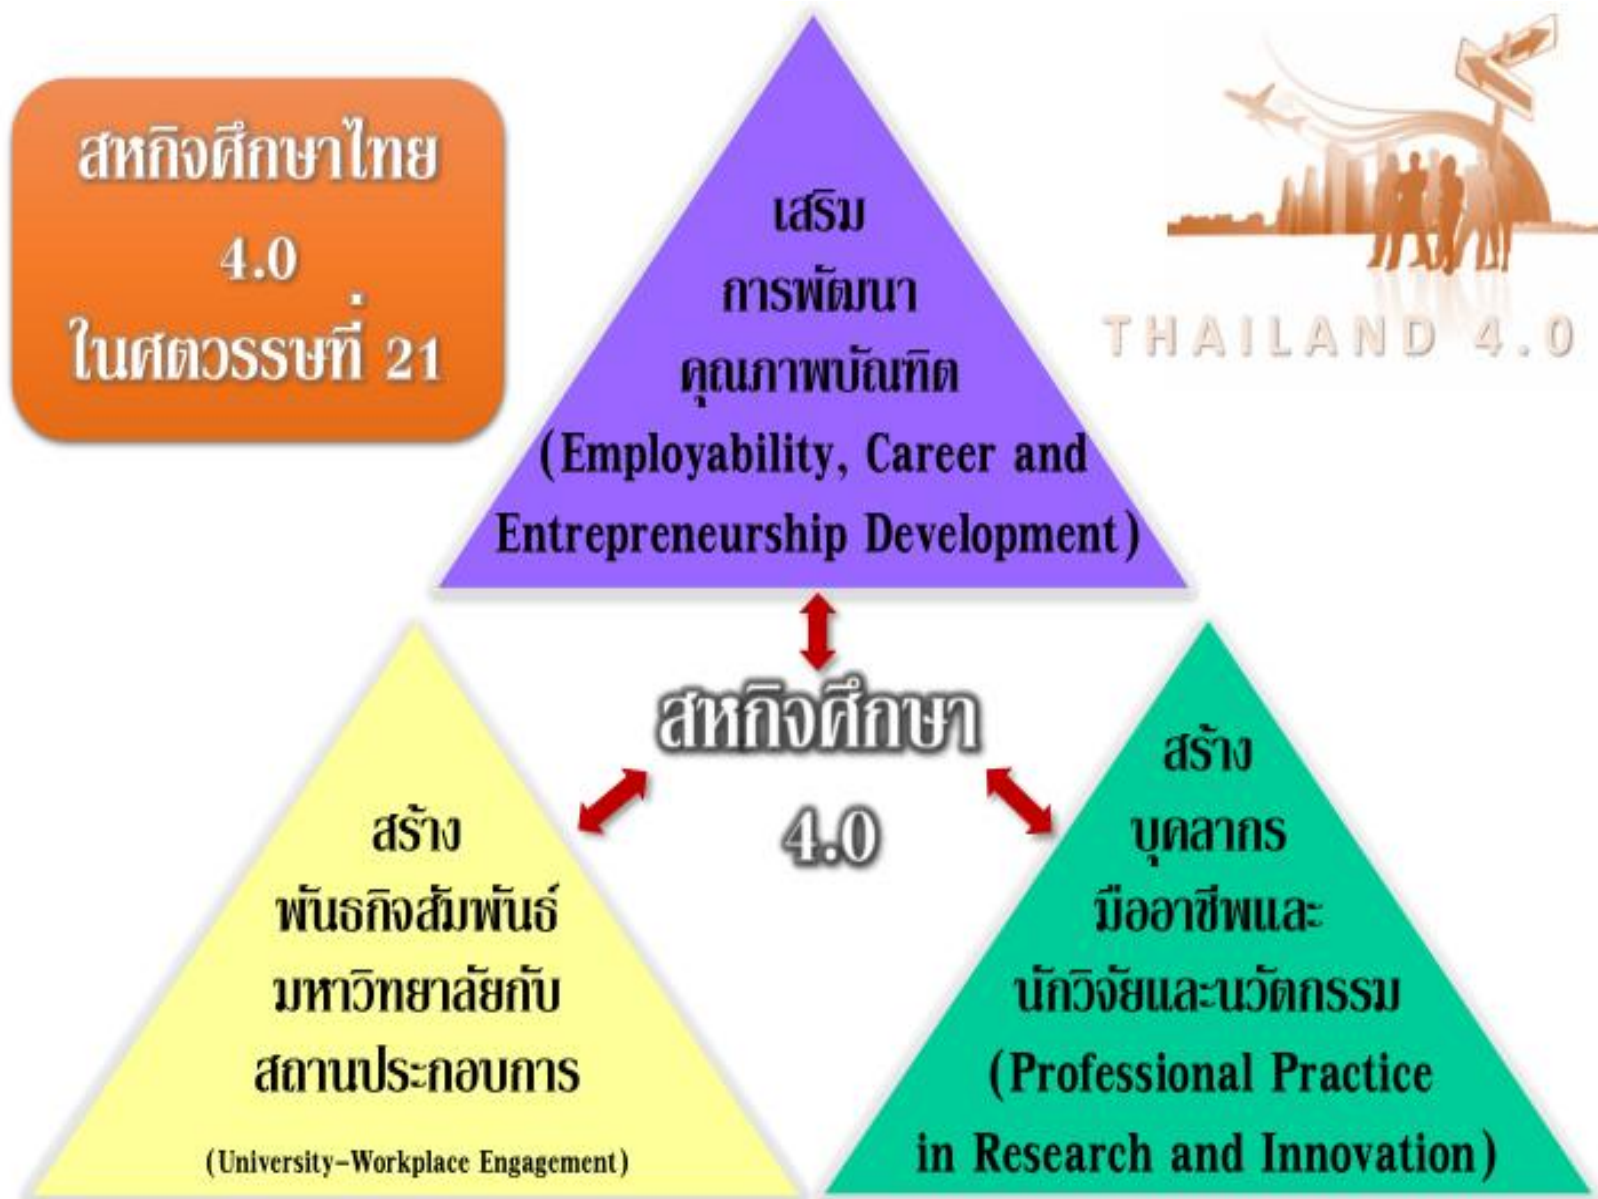 สหกิจศึกษาไทย
4.0
ในศตวรรษที่ 21
THAILAND 4.0
เสริม
การพัฒนา
คุณภาพบัณฑิต
(Employability, Career and
Entrepreneurship Development)
สหกิจศึกษา
4.0
สร้าง
พันธกิจสัมพันธ์
มหาวิทยาลัยกับ
สถานประกอบการ
(University-Workplace Engagement)
สร้าง
บุคลากร
มืออาชีพและ
นักวิจัยและนวัตกรรม
(Professional Practice
in Research and Innovation)